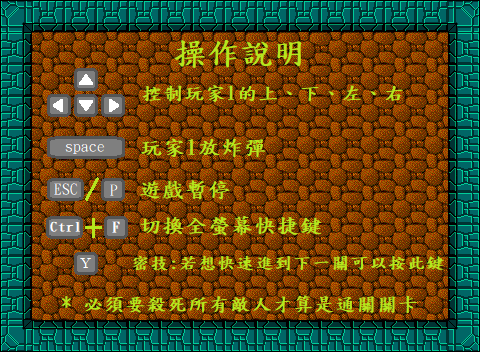 操作說明
控制玩家1的上、下、左、右
space 玩家1放炸彈
ESC / P 遊戲暫停
Ctrl + F 切換全螢幕快捷鍵
Y 密技:若想快速進到下一關可以按此鍵
* 必須要殺死所有敵人才算是通關關卡